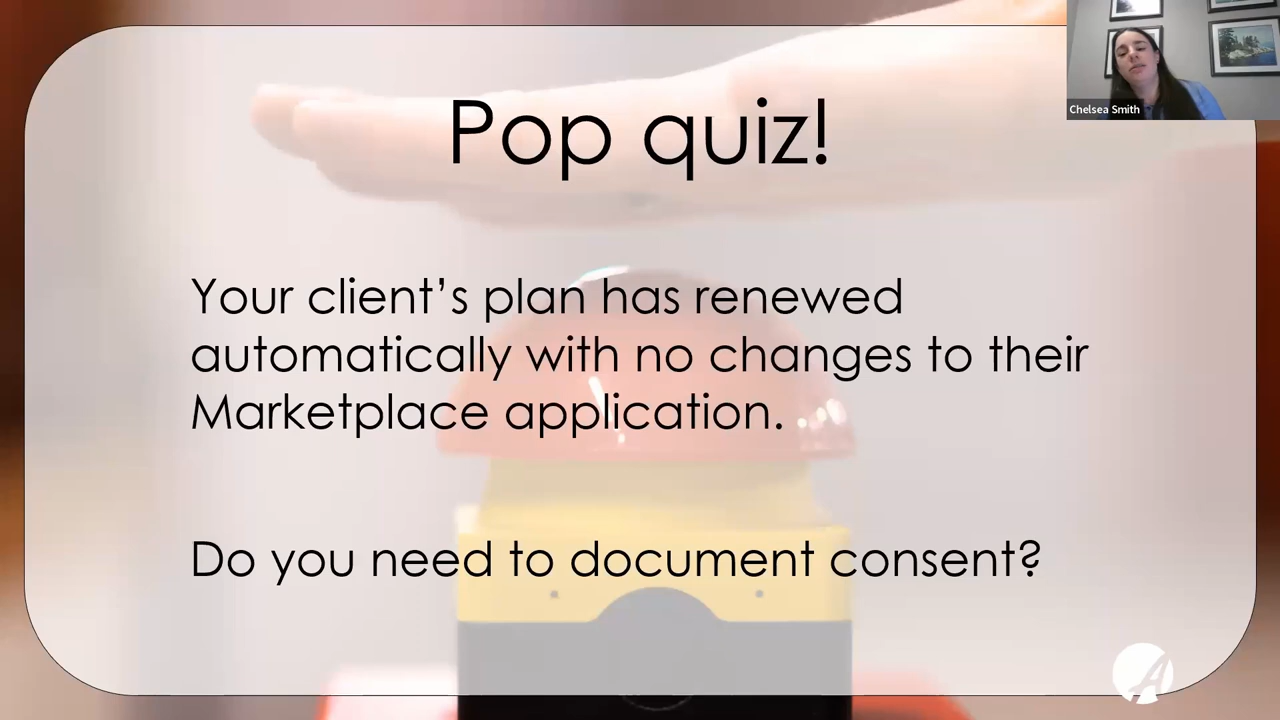 Pop quiz!
Chelsea Smith
Your client’s plan has renewed
automatically with no changes to their
Marketplace application.
Do you need to document consent?